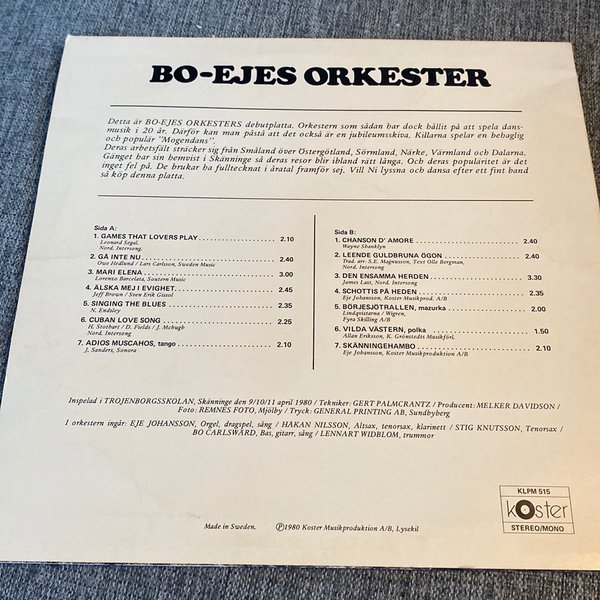 BO-EJES ORKESTER
Detta är BO-EJES ORKESTERS debutplatta. Orkestern som sådan har dock hållit på att spela dans-
musik i 20 år. Därför kan man påstå att det också är en jubileumsskiva. Killarna spelar en behaglig
och populär "Mogendans".
Deras arbetsfält sträcker sig från Småland över Östergötland, Sörmland, Närke, Värmland och Dalarna.
Gänget har sin hemvist i Skänninge så deras resor blir ibland rätt långa. Och deras popularitet är det
inget fel på. De brukar ha fulltecknat i åratal framför sej. Vill Ni lyssna och dansa efter ett fint band
så köp denna platta.
Sida A:
1. GAMES THAT LOVERS PLAY 2.10
Leonard Segal,
Nord. Intersong,
2. GÅ INTE NU 2.40
Owe Hedlund / Lars Carlsson, Sweden Music
3. MARI ELENA 3.00
Lorenzo Barcelata, Soutern Music
4. ÄLSKA MEJ I EVIGHET 2.45
Jeff Broun / Sven Erik Gissol
5. SINGING THE BLUES 2.35
N. Endsley
6. CUBAN LOVE SONG 2.25
H. Stothart / D. Fields / J. Mchugh
Nord. Intersong
7. ADIOS MUSCAHOS, tango 2.10
J. Sanders, Sonora
Sida B:
1. CHANSON D' AMORE 2.40
Wayne Shanklyn
2. LEENDE GULDBRUNA ÖGON 2.40
Trad. arr. S.E. Magnusson, Text Olle Bergman,
Nord. Intersong
3. DEN ENSAMMA HERDEN 3.30
James Last, Nord. Intersong
4. SCHOTTIS PÅ HEDEN 2.35
Eje Johansson, Koster Musikprod. A/B
5. BÖRJESJÖTRALLEN, mazurka 2.00
Lindqvistarna / Wigren,
Fyra Skilling A/B
6. VILDA VÄSTERN, polka 1.50
Allan Eriksson, K. Grönstedts Musikförl.
7. SKÄNNINGEHAMBO 2.10
Eje Johansson, Koster Musikproduktion A/B
Inspelad i TROJENBORGSSKOLAN, Skänninge den 9/10/11 april 1980 / Tekniker: GERT PALMCRANTZ / Producent: MELKER DAVIDSON /
Foto: REMNES FOTO, Mjölby / Tryck: GENERAL PRINTING AB, Sundbyberg
I orkestern ingår: EJE JOHANSSON, Orgel, dragspel, sång / HÅKAN NILSSON, Altsax, tenorsax, klarinett / STIG KNUTSSON, Tenorsax /
BO CARLSWÄRD, Bas, gitarr, sång / LENNART WIDBLOM, trummor
KLPM 515
koster
STEREO/MONO
Made in Sweden. Ⓟ1980 Koster Musikproduktion A/B, Lysekil